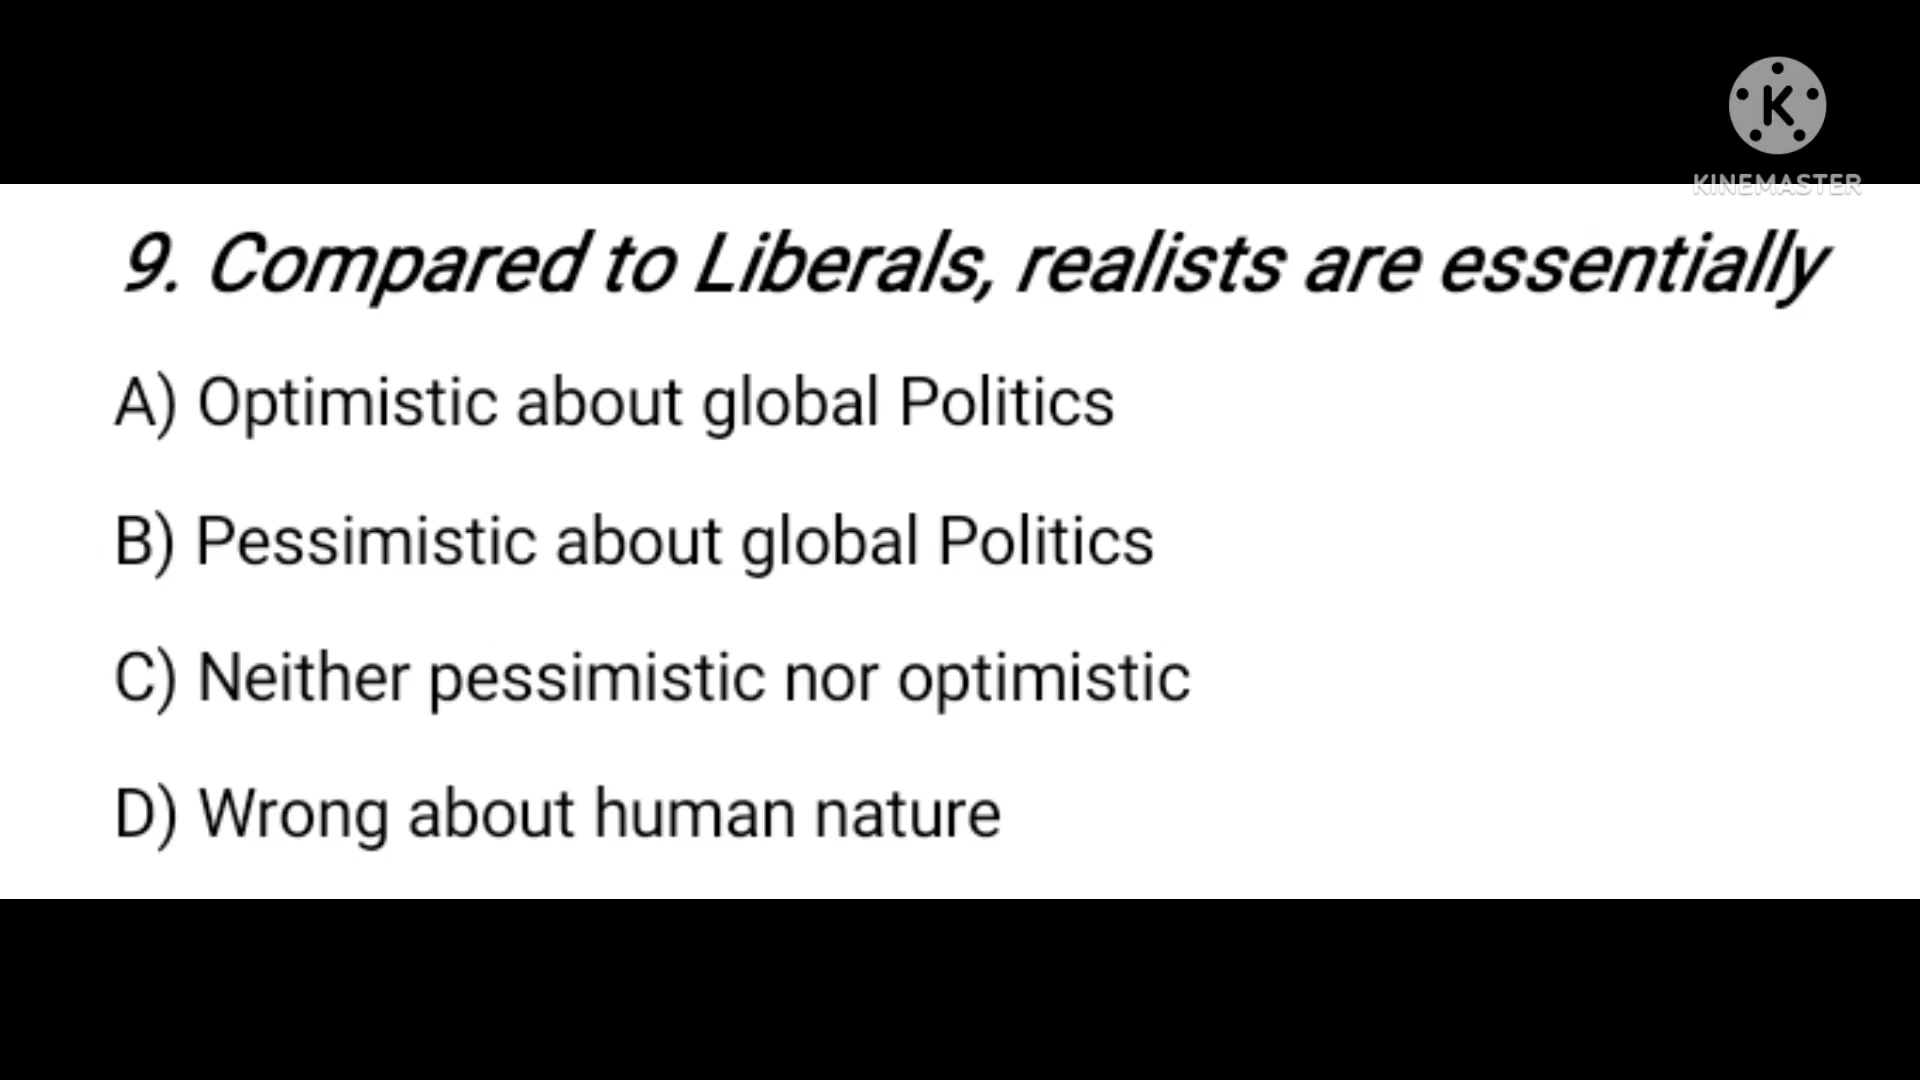 K
KINEMASTER
9. Compared to Liberals, realists are essentially
A) Optimistic about global Politics
B) Pessimistic about global Politics
C) Neither pessimistic nor optimistic
D) Wrong about human nature